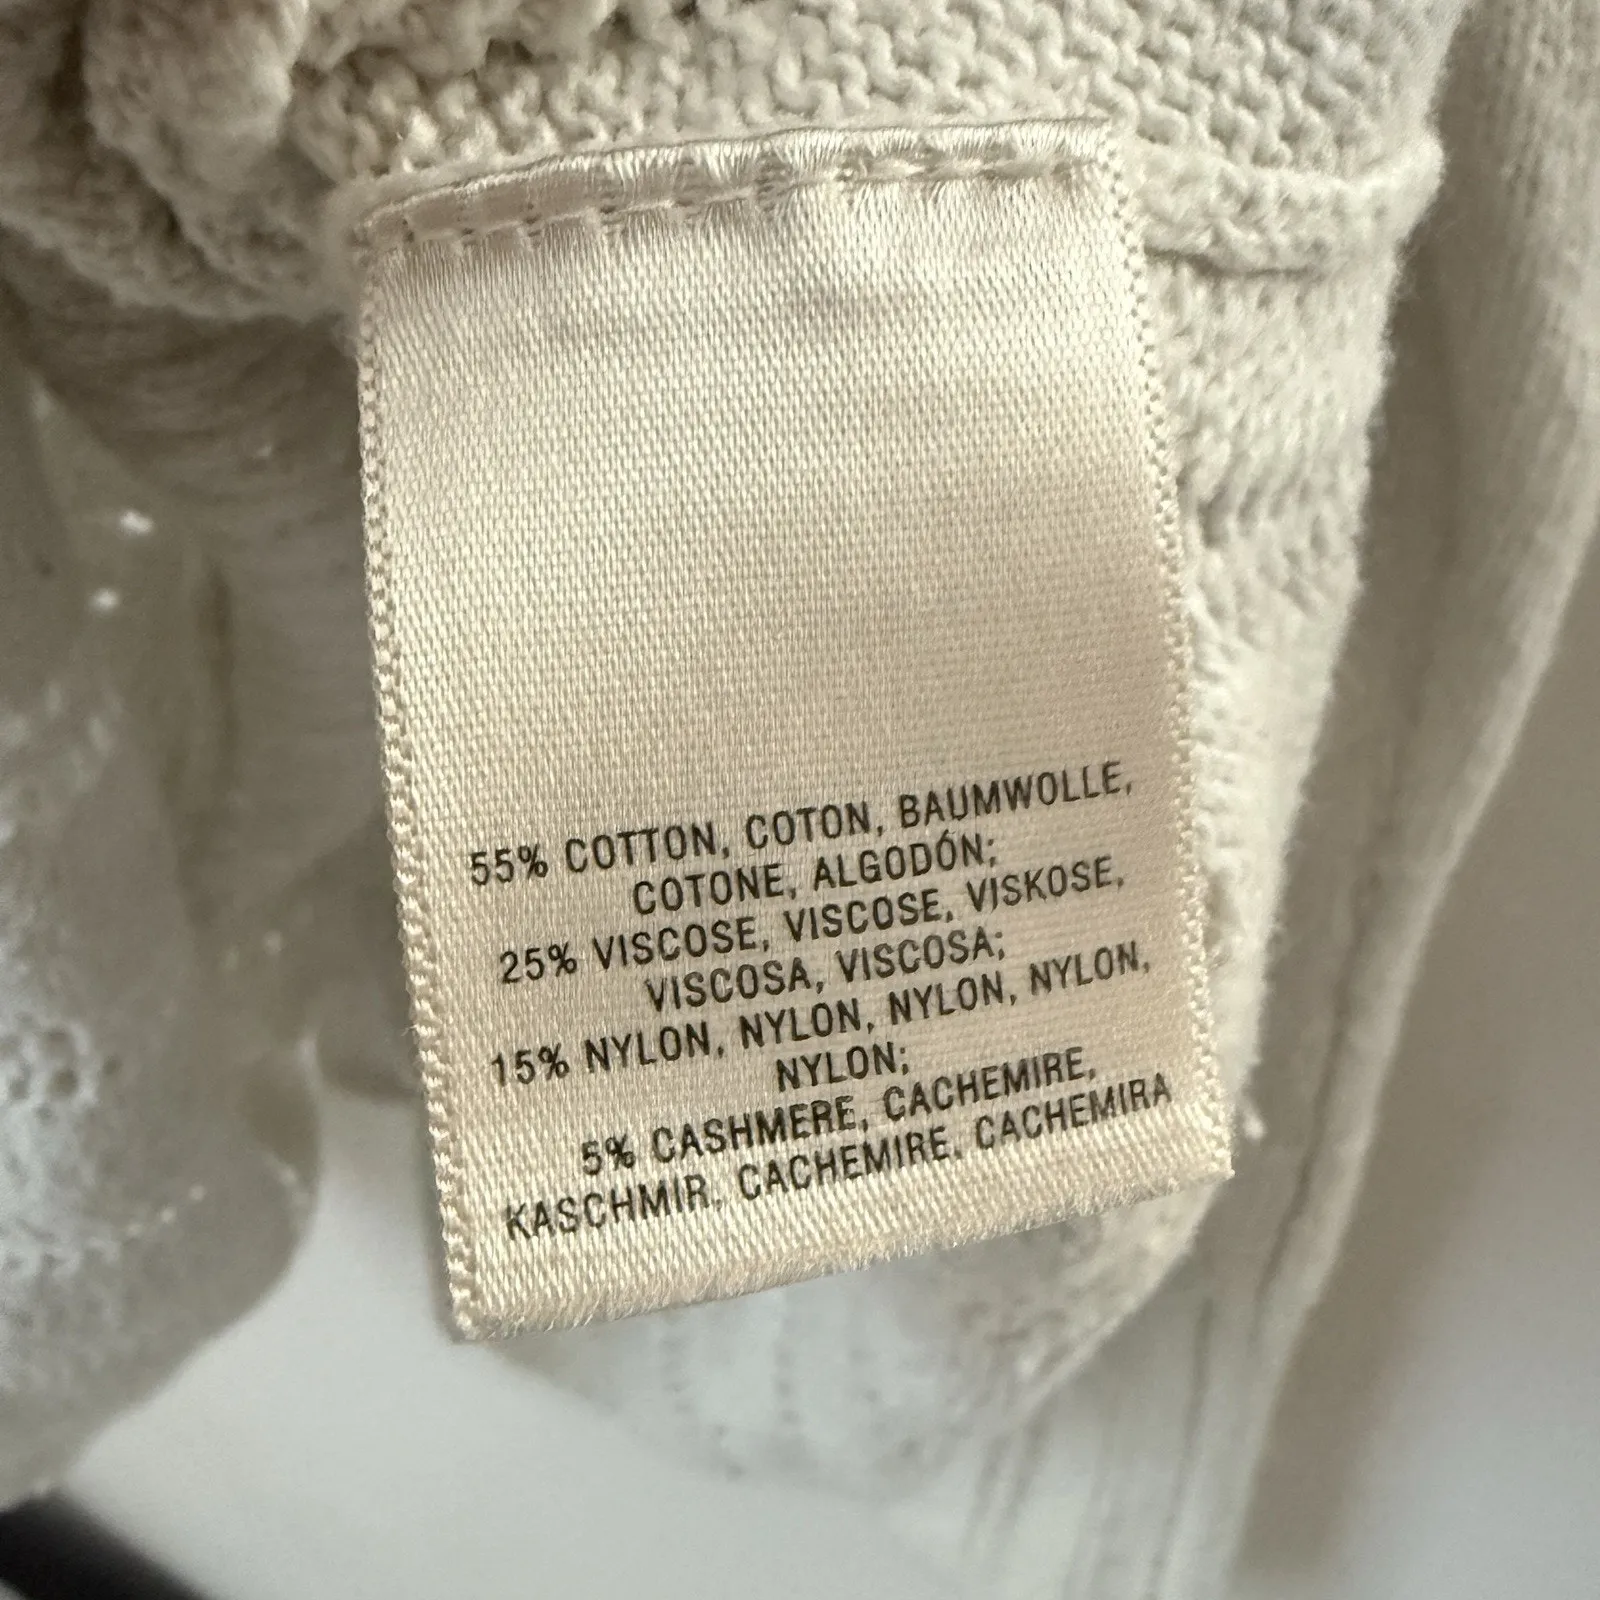 55% COTTON, COTON, BAUMWOLLE,
COTONE, ALGODÓN;
25% VISCOSE, VISCOSE, VISKOSE,
VISCOSA, VISCOSA;
15% NYLON, NYLON, NYLON, NYLON,
NYLON;
5% CASHMERE, CACHEMIRE,
KASCHMIR, CACHEMIRE, CACHEMIRA